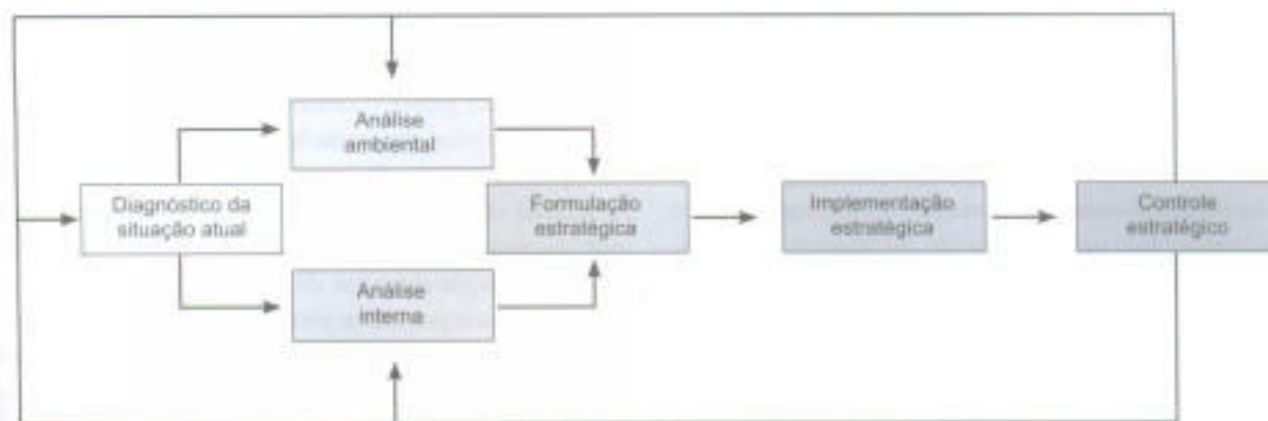 Análise
ambiental
Diagnóstico da
situação atual
Formulação
estratégica
Implementação
estratégica
Controle
estratégico
Análise
interna